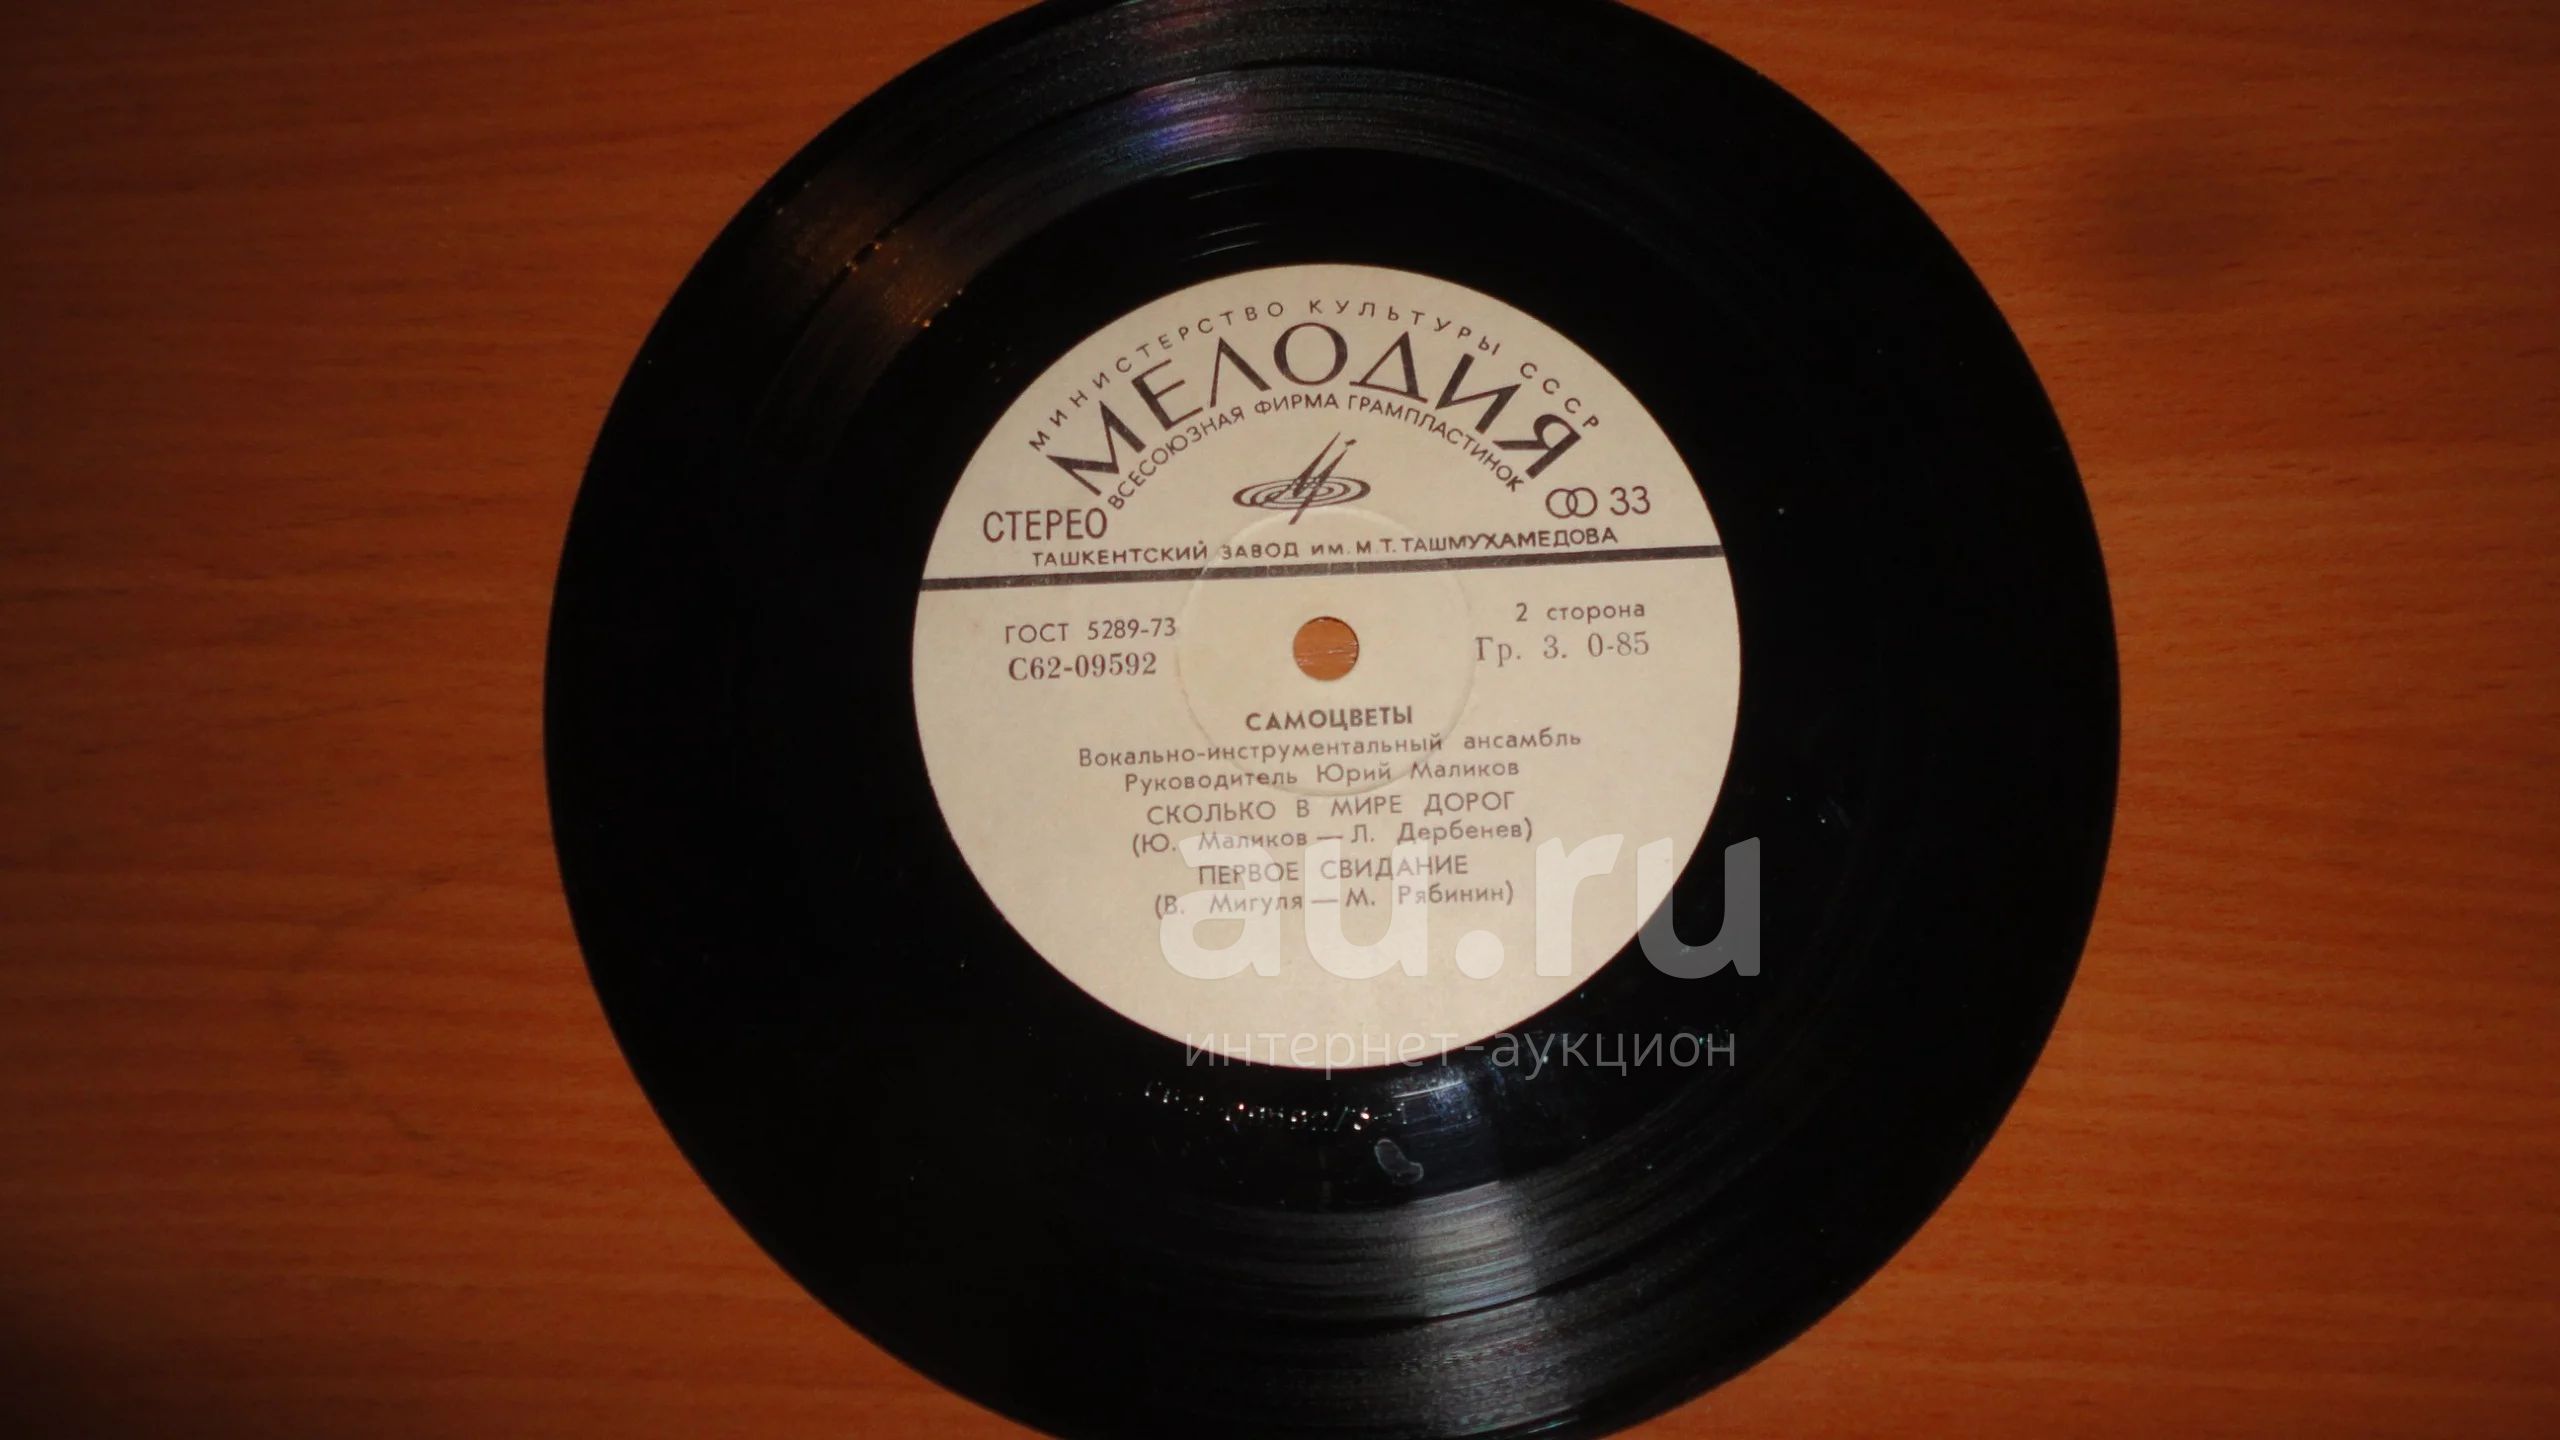 МИНИСТЕРСТВО КУЛЬТУРЫ СССР
МЕЛОДИЯ
ВСЕСОЮЗНАЯ ФИРМА ГРАМПЛАСТИНОК
СТЕРЕО
33
ТАШКЕНТСКИЙ ЗАВОД ИМ. М.Т. ТАШМУХАМЕДОВА
ГОСТ 5289-73
2 сторона
С62-09592
Гр. 3. 0-85
САМОЦВЕТЫ
Вокально-инструментальный ансамбль
Руководитель Юрий Маликов
СКОЛЬКО В МИРЕ ДОРОГ
(Ю. Маликов — Л. Дербенев)
ПЕРВОЕ СВИДАНИЕ
(В. Мигуля — М. Рябинин)
au.ru
интернет-аукцион